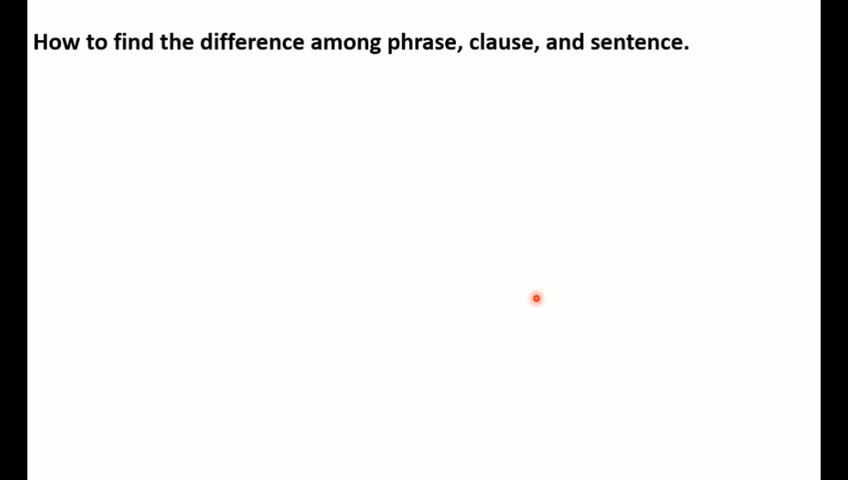 How to find the difference among phrase, clause, and sentence.